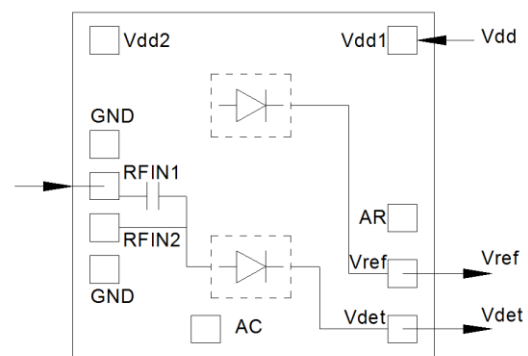 Vdd2
Vdd1
Vdd
GND
RFIN1
AR
RFIN2
Vref
Vref
GND
Vdet
Vdet
AC